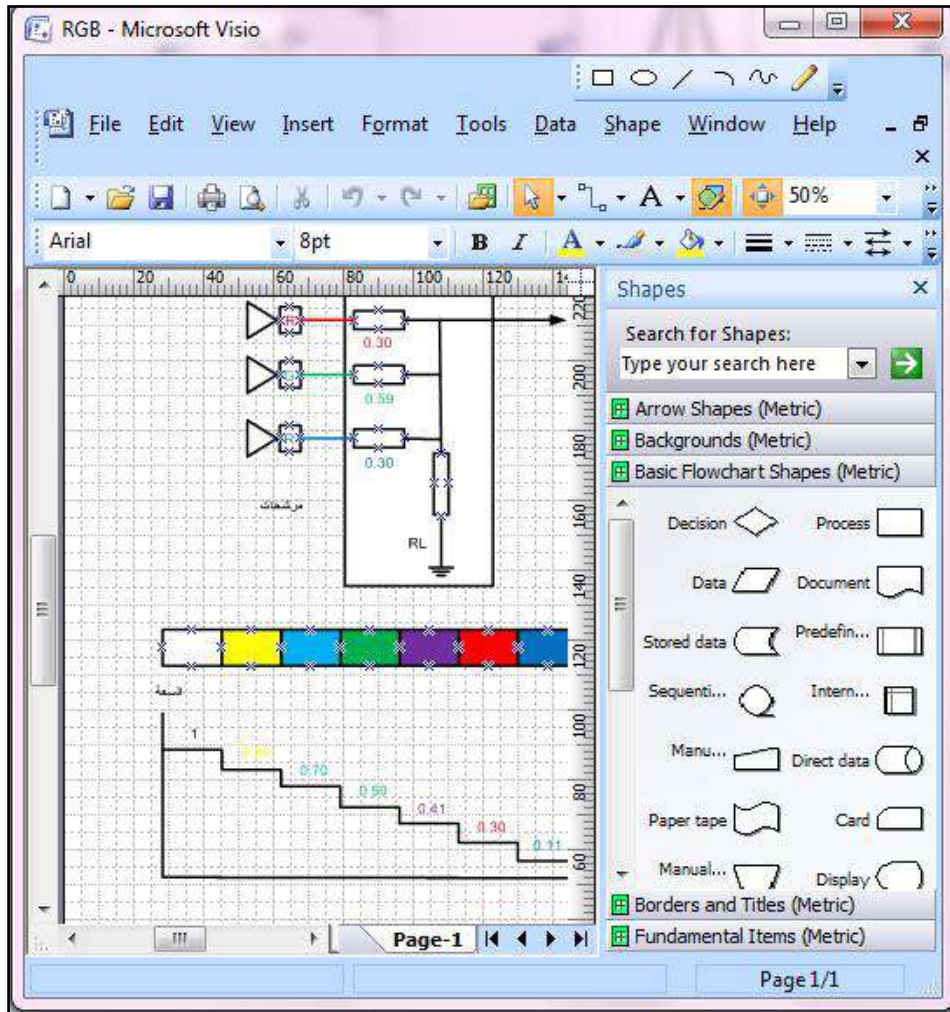 RGB - Microsoft Visio
File Edit View Insert Format Tools Data Shape Window Help
50%
Arial 8pt B I A
0 20 40 60 80 100 120
Shapes
Search for Shapes:
Type your search here
Arrow Shapes (Metric)
Backgrounds (Metric)
Basic Flowchart Shapes (Metric)
Decision Process
Data Document
Stored data Predefin...
Sequenti... Intern...
Manu... Direct data
Paper tape Card
Manual... Display
Borders and Titles (Metric)
Fundamental Items (Metric)
220
200
180
160
140
120
100
80
60
R
0.30
0.59
0.30
مرشحات
RL
السعة
1
0.70
0.59
0.41
0.30
0.11
Page-1
Page 1/1